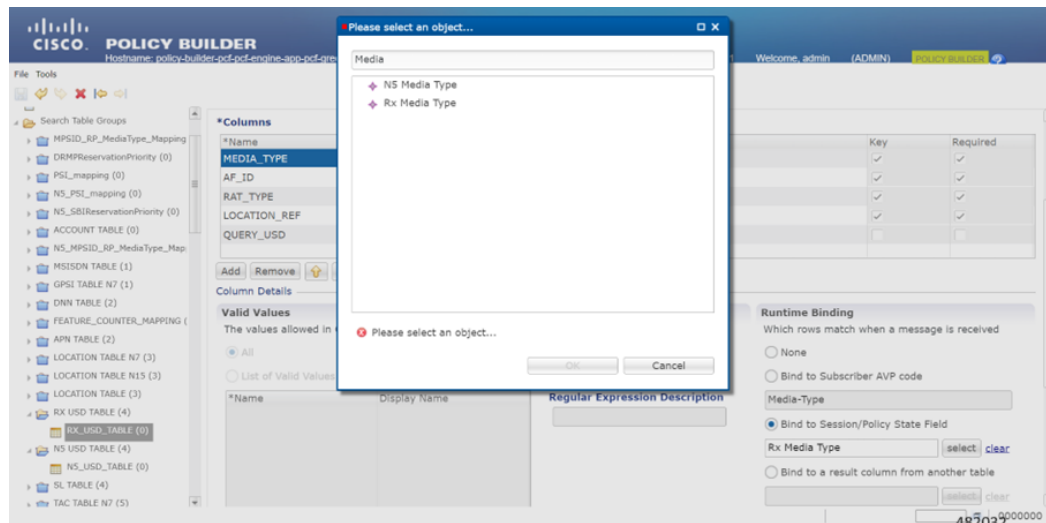 CISCO. POLICY BUILDER
Hostname: policy-builder-pcf-pcf-engine-app-pcf-gre
Welcome, admin (ADMIN) POLICY BUILDER
File Tools
Please select an object...
Media
N5 Media Type
Rx Media Type
Please select an object...
OK Cancel
Search Table Groups
MPSID_RP_MediaType_Mapping
DRMPReservationPriority (0)
PSI_mapping (0)
N5_PSI_mapping (0)
N5_SBIReservationPriority (0)
ACCOUNT TABLE (0)
N5_MPSID_RP_MediaType_Map
MSISDN TABLE (1)
GPSI TABLE N7 (1)
DNN TABLE (2)
FEATURE_COUNTER_MAPPING (
APN TABLE (2)
LOCATION TABLE N7 (3)
LOCATION TABLE N15 (3)
LOCATION TABLE (3)
RX USD TABLE (4)
RX_USD_TABLE (0)
N5 USD TABLE (4)
N5_USD_TABLE (0)
SL TABLE (4)
TAC TABLE N7 (5)
*Columns
*Name Key Required
MEDIA_TYPE
AF_ID
RAT_TYPE
LOCATION_REF
QUERY_USD
Add Remove
Column Details
Valid Values
The values allowed in
All
List of Valid Values
*Name Display Name
Regular Expression Description
Runtime Binding
Which rows match when a message is received
None
Bind to Subscriber AVP code
Media-Type
Bind to Session/Policy State Field
Rx Media Type select clear
Bind to a result column from another table
select clear